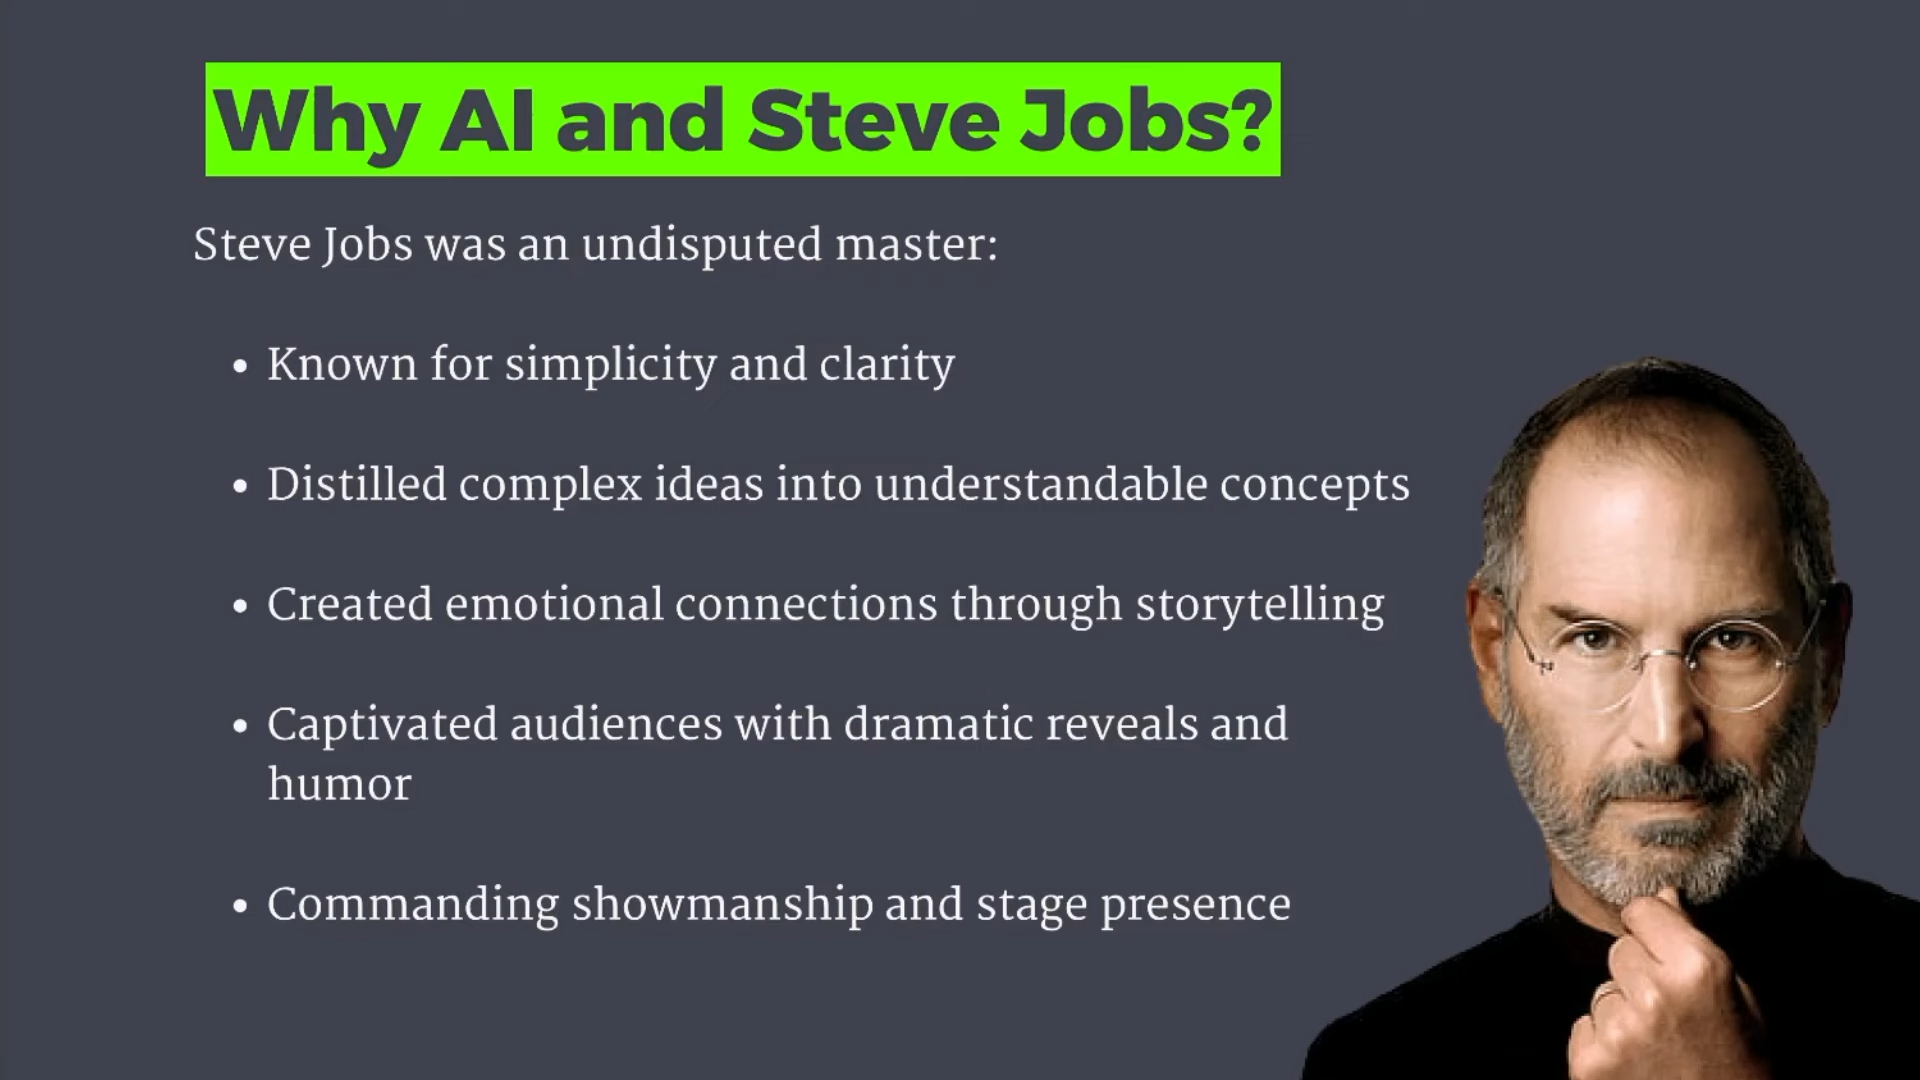 Why AI and Steve Jobs?
Steve Jobs was an undisputed master:
• Known for simplicity and clarity
• Distilled complex ideas into understandable concepts
• Created emotional connections through storytelling
• Captivated audiences with dramatic reveals and
humor
• Commanding showmanship and stage presence